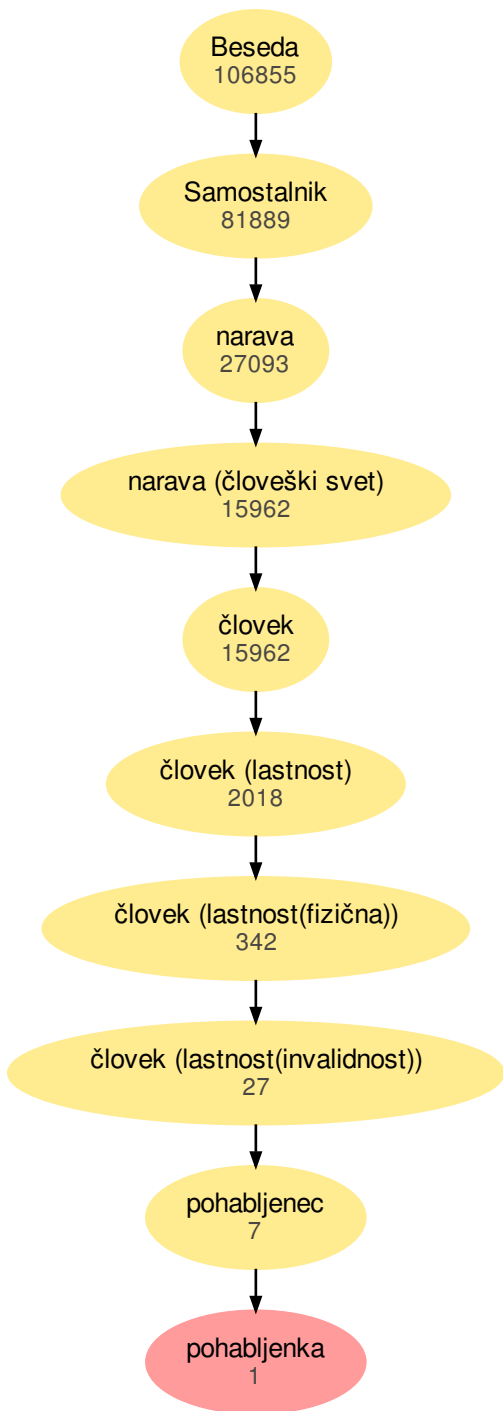 Beseda
106855
Samostalnik
81889
narava
27093
narava (človeški svet)
15962
človek
15962
človek (lastnost)
2018
človek (lastnost(fizična))
342
človek (lastnost(invalidnost))
27
pohabljenec
7
pohabljenka
1